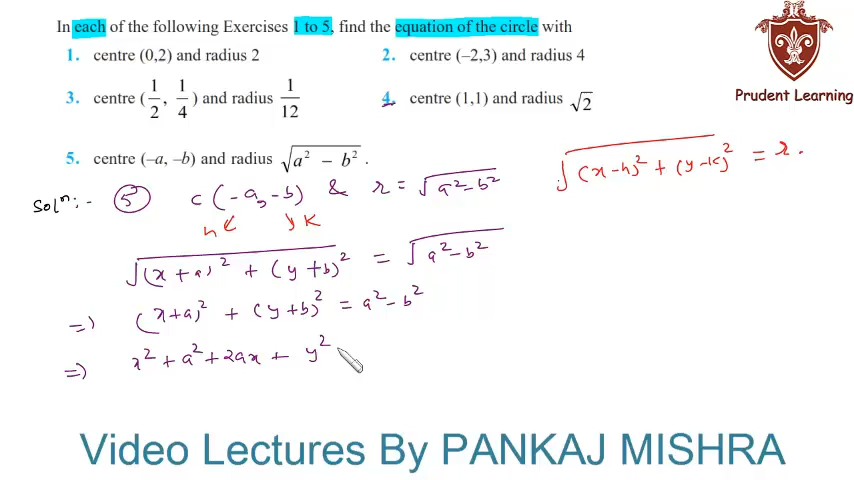 In each of the following Exercises 1 to 5, find the equation of the circle with
1. centre (0,2) and radius 2
2. centre (–2,3) and radius 4
3. centre (1/2, 1/4) and radius 1/12
4. centre (1,1) and radius √2
Prudent Learning
5. centre (–a, –b) and radius √(a² – b²).
√((x-h)² + (y-k)²) = r.
Solⁿ:- 5 c(-a, -b) & r = √(a²-b²)
h k
√((x+a)² + (y+b)²) = √(a²-b²)
=> (x+a)² + (y+b)² = a²-b²
=> x² + a² + 2ax + y²
Video Lectures By PANKAJ MISHRA